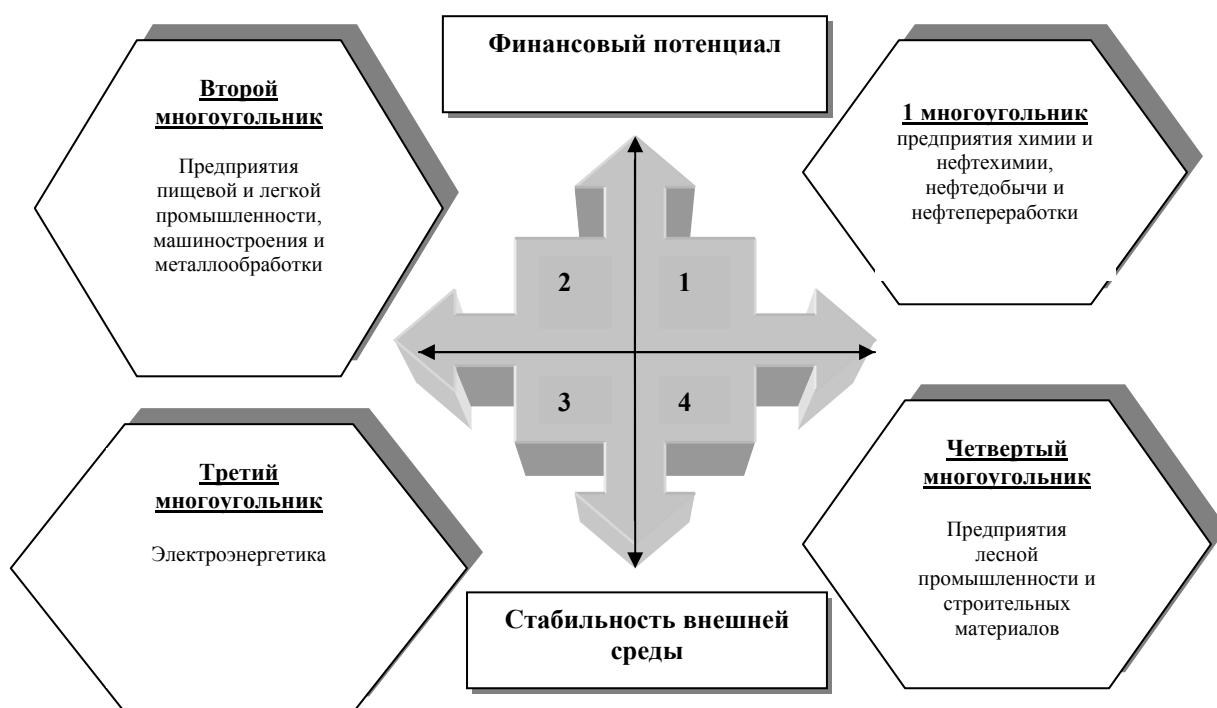 Финансовый потенциал
Второй
многоугольник
Предприятия
пищевой и легкой
промышленности,
машиностроения и
металлообработки
1 многоугольник
предприятия химии и
нефтехимии,
нефтедобычи и
нефтепереработки
2
1
3
4
Третий
многоугольник
Электроэнергетика
Четвертый
многоугольник
Предприятия
лесной
промышленности и
строительных
материалов
Стабильность внешней
среды